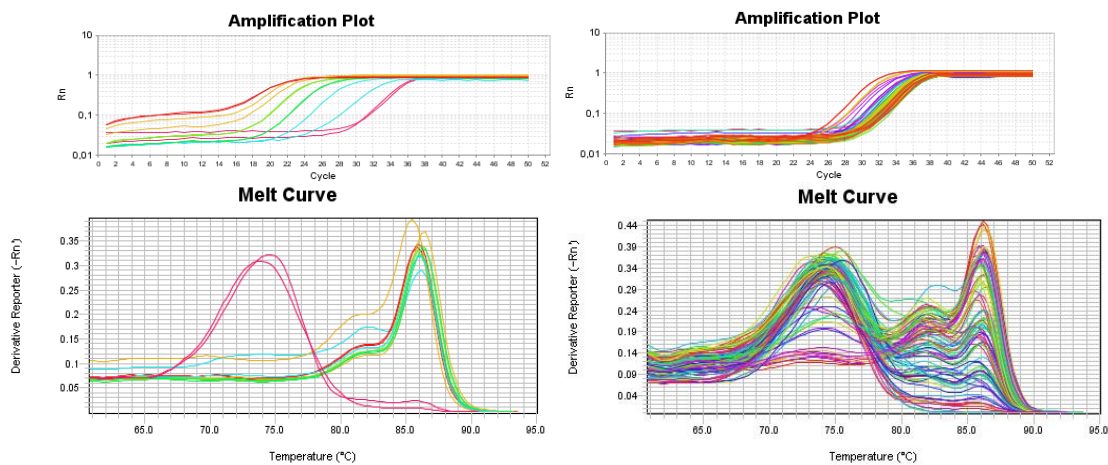 Amplification Plot
10
1
0,1
0,01
Rn
0 2 4 6 8 10 12 14 16 18 20 22 24 26 28 30 32 34 36 38 40 42 44 46 48 50 52
Cycle
Amplification Plot
10
1
0,1
0,01
Rn
0 2 4 6 8 10 12 14 16 18 20 22 24 26 28 30 32 34 36 38 40 42 44 46 48 50 52
Cycle
Melt Curve
0.35
0.3
0.25
0.2
0.15
0.1
0.05
Derivative Reporter (−Rn')
65.0 70.0 75.0 80.0 85.0 90.0 95.0
Temperature (°C)
Melt Curve
0.44
0.39
0.34
0.29
0.24
0.19
0.14
0.09
0.04
Derivative Reporter (−Rn')
65.0 70.0 75.0 80.0 85.0 90.0 95.0
Temperature (°C)